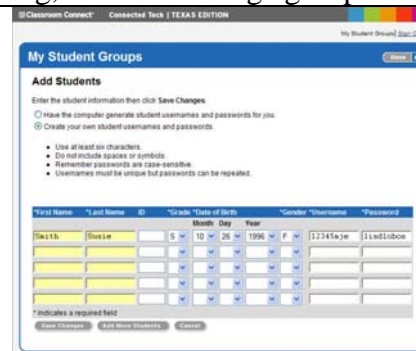 Classroom Connect® Connected Tech | TEXAS EDITION
My Student Groups|
My Student Groups
Done
Add Students
Enter the student information then click Save Changes.
Have the computer generate student usernames and passwords for you.
Create your own student usernames and passwords.
• Use at least six characters.
• Do not include spaces or symbols
• Remember passwords are case-sensitive.
• Usernames must be unique but passwords can be repeated.
*First Name *Last Name ID *Grade *Date of Birth *Gender *Username *Password
Month Day Year
Smith Susie 5 10 26 1996 F 12345aje
* Indicates a required field
Save Changes Add More Students Cancel